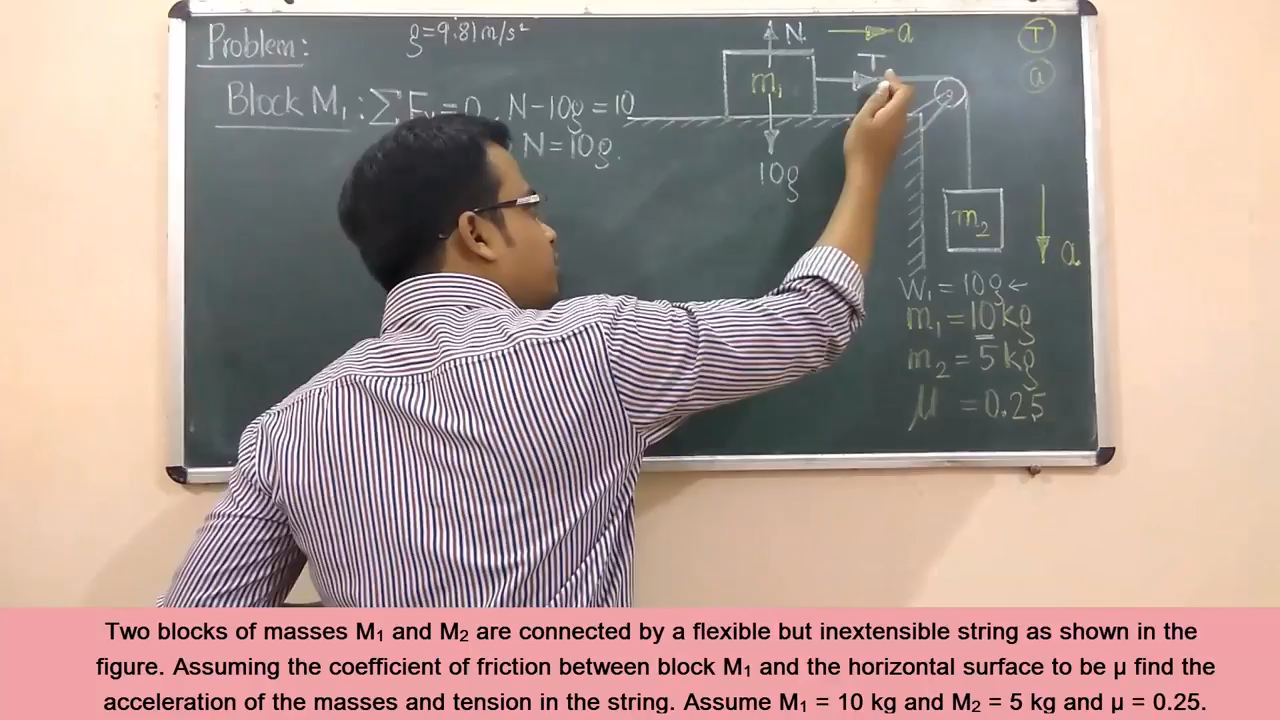 Problem:
g=9.81m/s²
N
a
T
a
T
m₁
Block M₁: ∑ =0. N-10g = 10
N = 10g.
10g
m₂
a.
W₁ = 10g ←
m₁ = 10kg
m₂ = 5kg
μ = 0.25
Two blocks of masses M₁ and M₂ are connected by a flexible but inextensible string as shown in the
figure. Assuming the coefficient of friction between block M₁ and the horizontal surface to be µ find the
acceleration of the masses and tension in the string. Assume M₁ = 10 kg and M₂ = 5 kg and µ = 0.25.